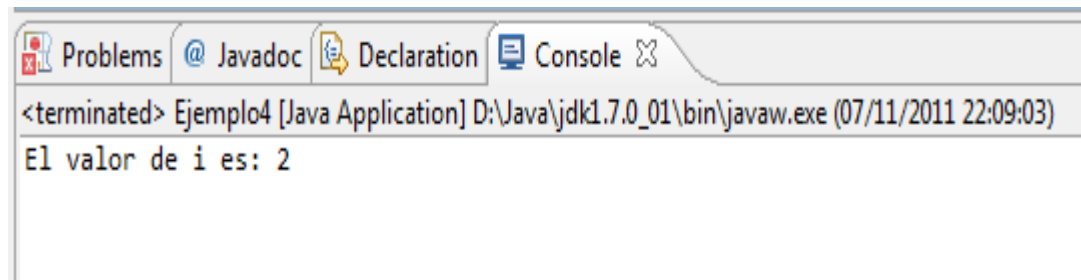 Problems @ Javadoc Declaration Console
<terminated> Ejemplo4 [Java Application] D:\Java\jdk1.7.0_01\bin\javaw.exe (07/11/2011 22:09:03)
El valor de i es: 2